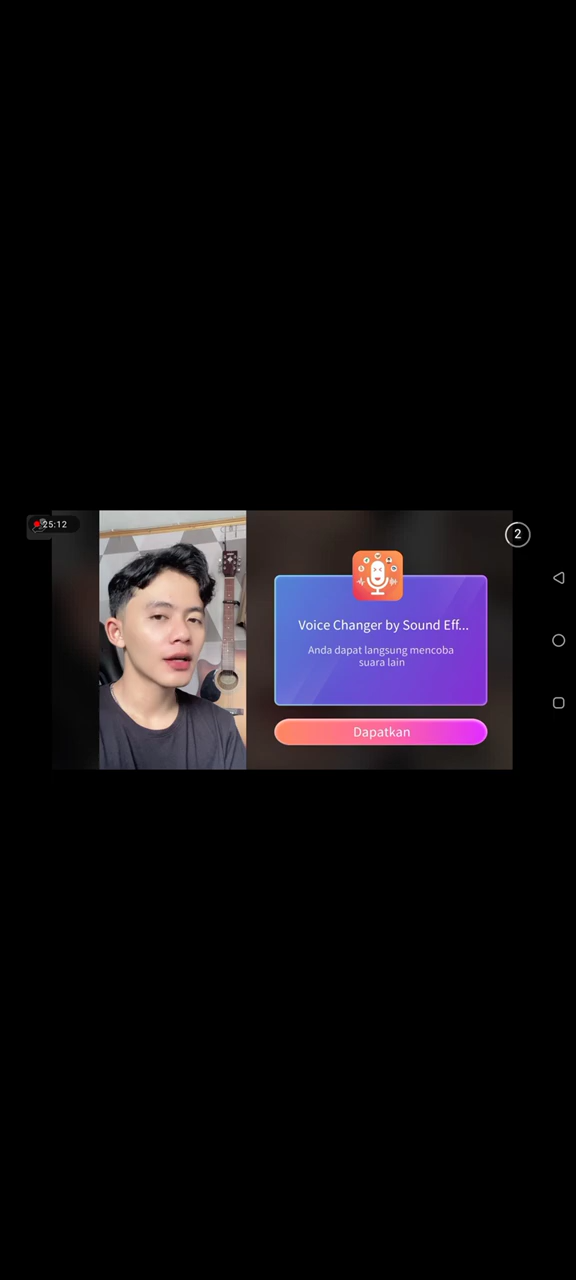 25:12
2
Voice Changer by Sound Eff...
Anda dapat langsung mencoba
suara lain
Dapatkan